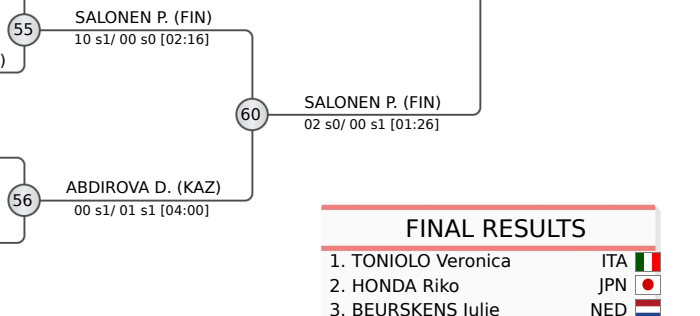 55
SALONEN P. (FIN)
10 s1/ 00 s0 [02:16]
)
60
SALONEN P. (FIN)
02 s0/ 00 s1 [01:26]
56
ABDIROVA D. (KAZ)
00 s1/ 01 s1 [04:00]
FINAL RESULTS
1. TONIOLO Veronica ITA
2. HONDA Riko JPN
3. BEURSKENS Julie NED